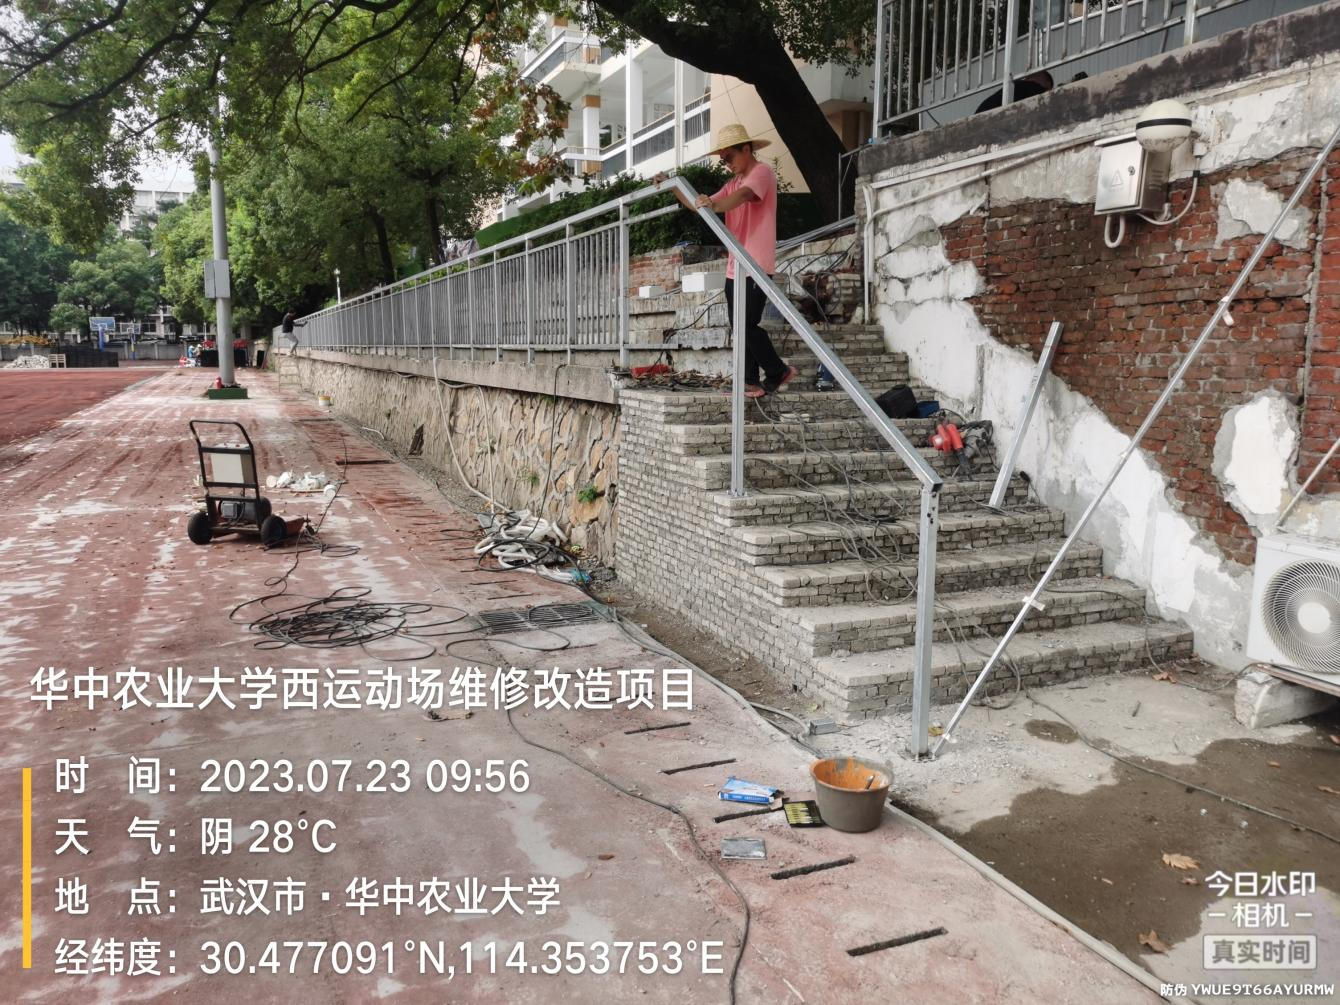 华中农业大学西运动场维修改造项目
时 间：2023.07.23 09:56
天 气：阴 28°C
地 点：武汉市·华中农业大学
经纬度：30.477091°N,114.353753°E
今日水印
－相机－
真实时间
防伪 YWUE9T66AYURMW